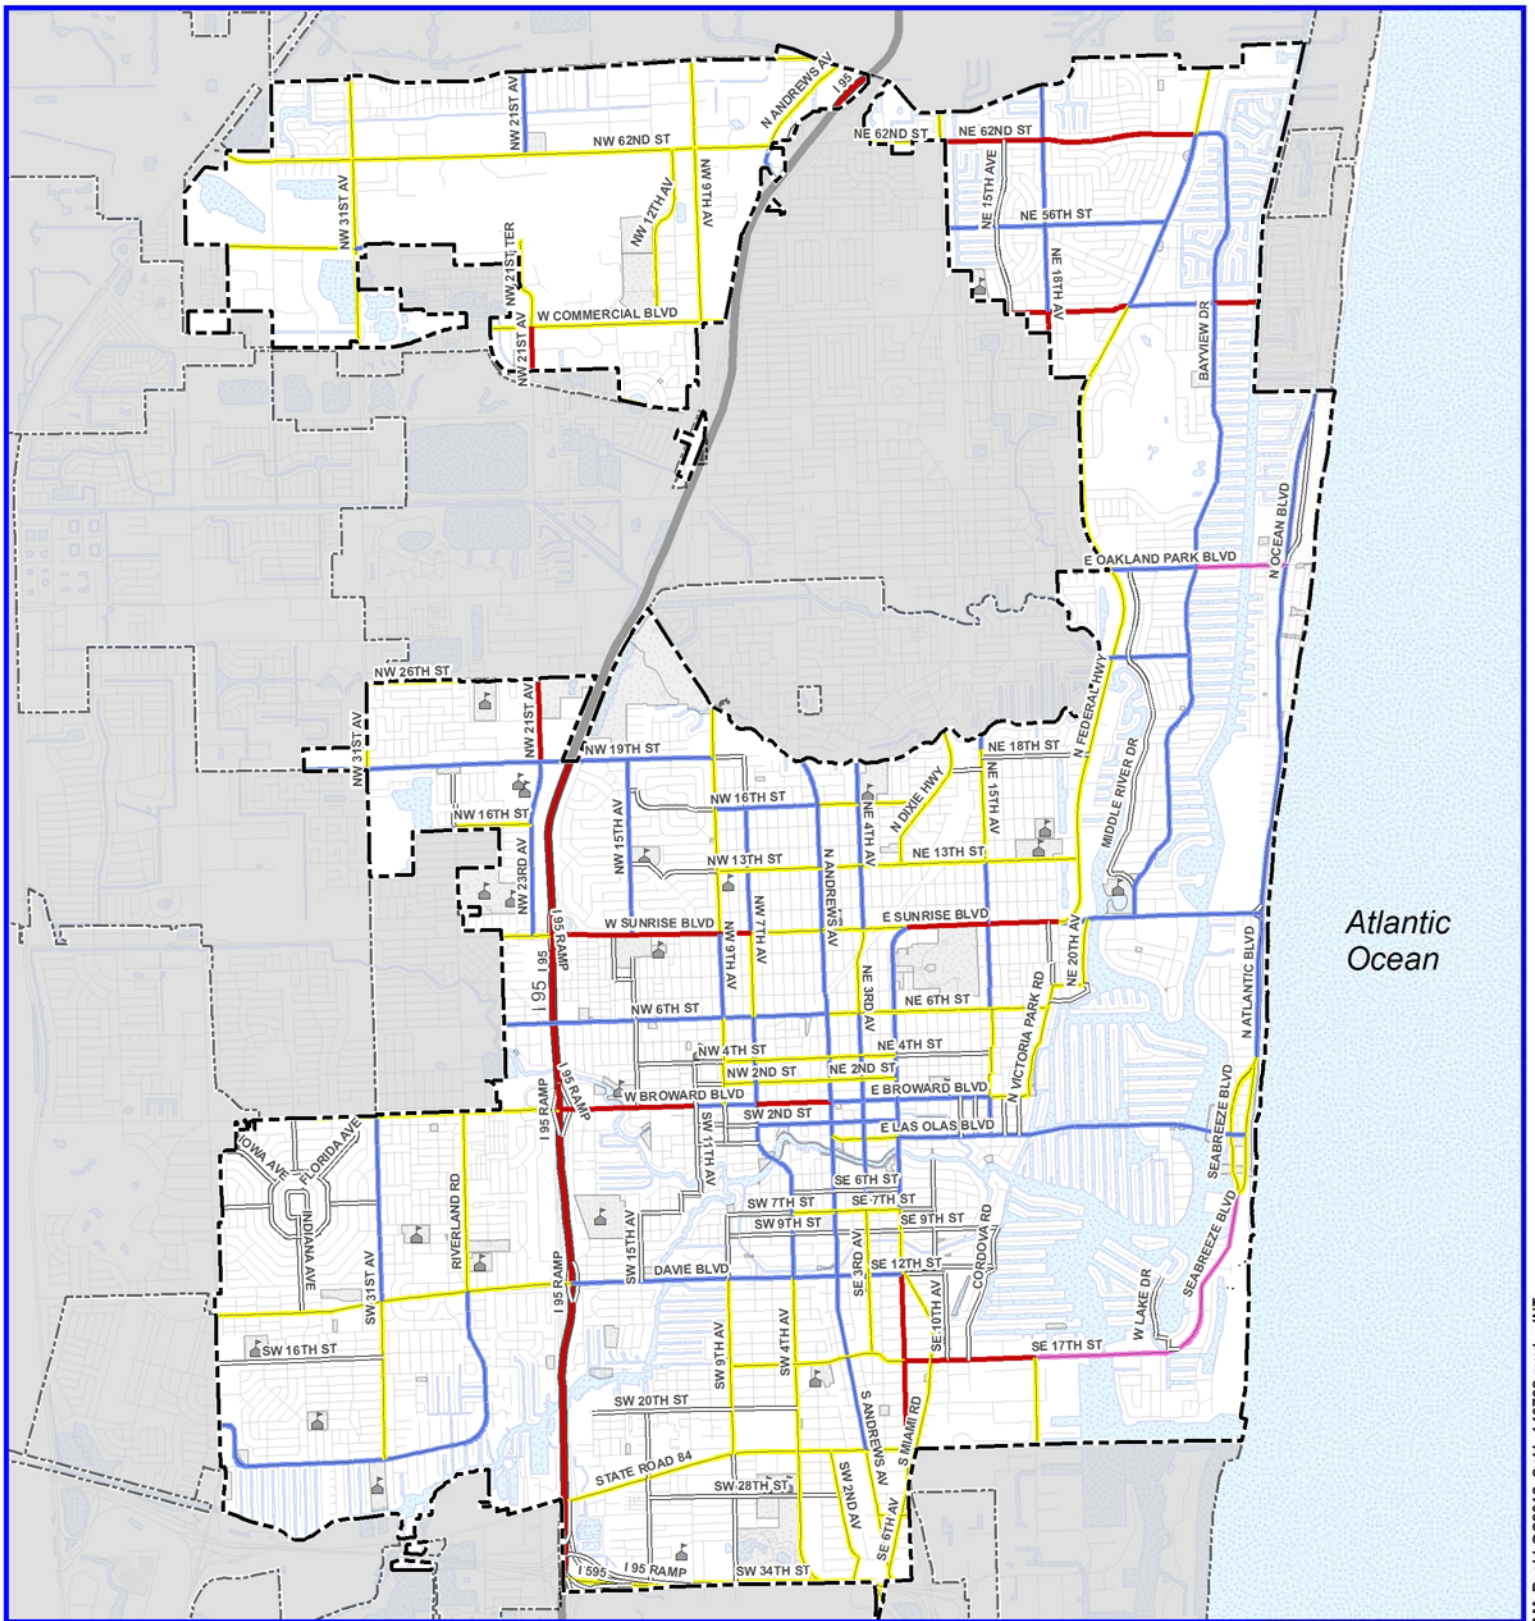 N ANDREWS AV
I 95
NW 21ST AV
NW 62ND ST
NE 62ND ST
NE 62ND ST
NW 31ST AV
NW 12TH AV
NW 9TH AV
NE 15TH AVE
NE 56TH ST
NW 21ST TER
NE 18TH AV
W COMMERCIAL BLVD
NW 21ST AV
BAYVIEW DR
N OCEAN BLVD
E OAKLAND PARK BLVD
NW 26TH ST
NW 31ST AV
NW 21ST AV
N FEDERAL HWY
NW 19TH ST
NE 18TH ST
MIDDLE RIVER DR
NW 16TH ST
NW 16TH ST
N DIXIE HWY
NE 15TH AV
NW 15TH AV
NE 4TH AV
NW 23RD AV
NW 13TH ST
NE 13TH ST
N ANDREWS AV
W SUNRISE BLVD
E SUNRISE BLVD
Atlantic
Ocean
I 95 RAMP
I 95
I 95
NW 9TH AV
NW 7TH AV
NE 3RD AV
NE 20TH AV
N ATLANTIC BLVD
NW 6TH ST
NE 6TH ST
N VICTORIA PARK RD
NW 4TH ST
NE 4TH ST
NW 2ND ST
NE 2ND ST
I 95 RAMP
I 95 RAMP
W BROWARD BLVD
E BROWARD BLVD
SW 2ND ST
E LAS OLAS BLVD
SEABREEZE BLVD
IOWA AVE
FLORIDA AVE
SW 11TH AV
RIVERLAND RD
INDIANA AVE
SE 6TH ST
SW 7TH ST
SE 7TH ST
SW 9TH ST
SE 9TH ST
SW 15TH AV
SE 3RD AV
CORDOVA RD
SEABREEZE BLVD
SW 31ST AV
I 95 RAMP
DAVIE BLVD
SE 12TH ST
W LAKE DR
SE 10TH AV
SW 16TH ST
SW 9TH AV
SW 4TH AV
SE 17TH ST
SW 20TH ST
S ANDREWS AV
S MIAMI RD
STATE ROAD 84
SW 28TH ST
SW 2ND AV
SE 6TH AV
I 595
I 95 RAMP
SW 34TH ST